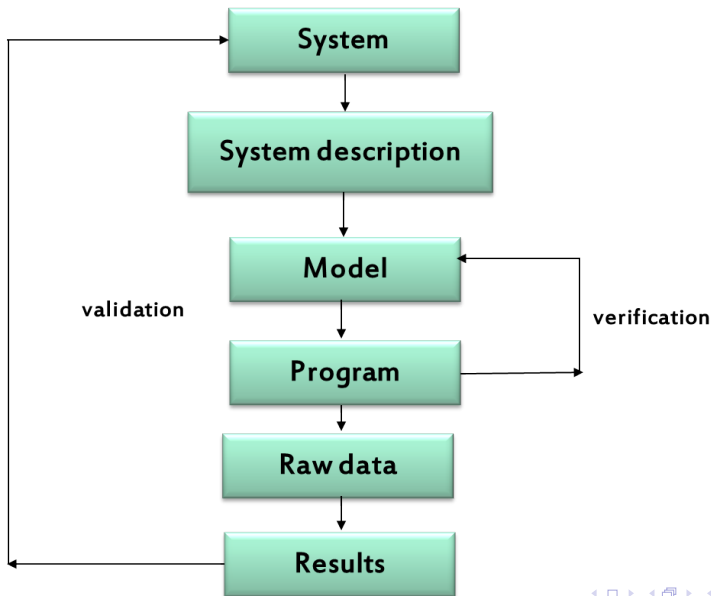 System
System description
Model
validation
verification
Program
Raw data
Results